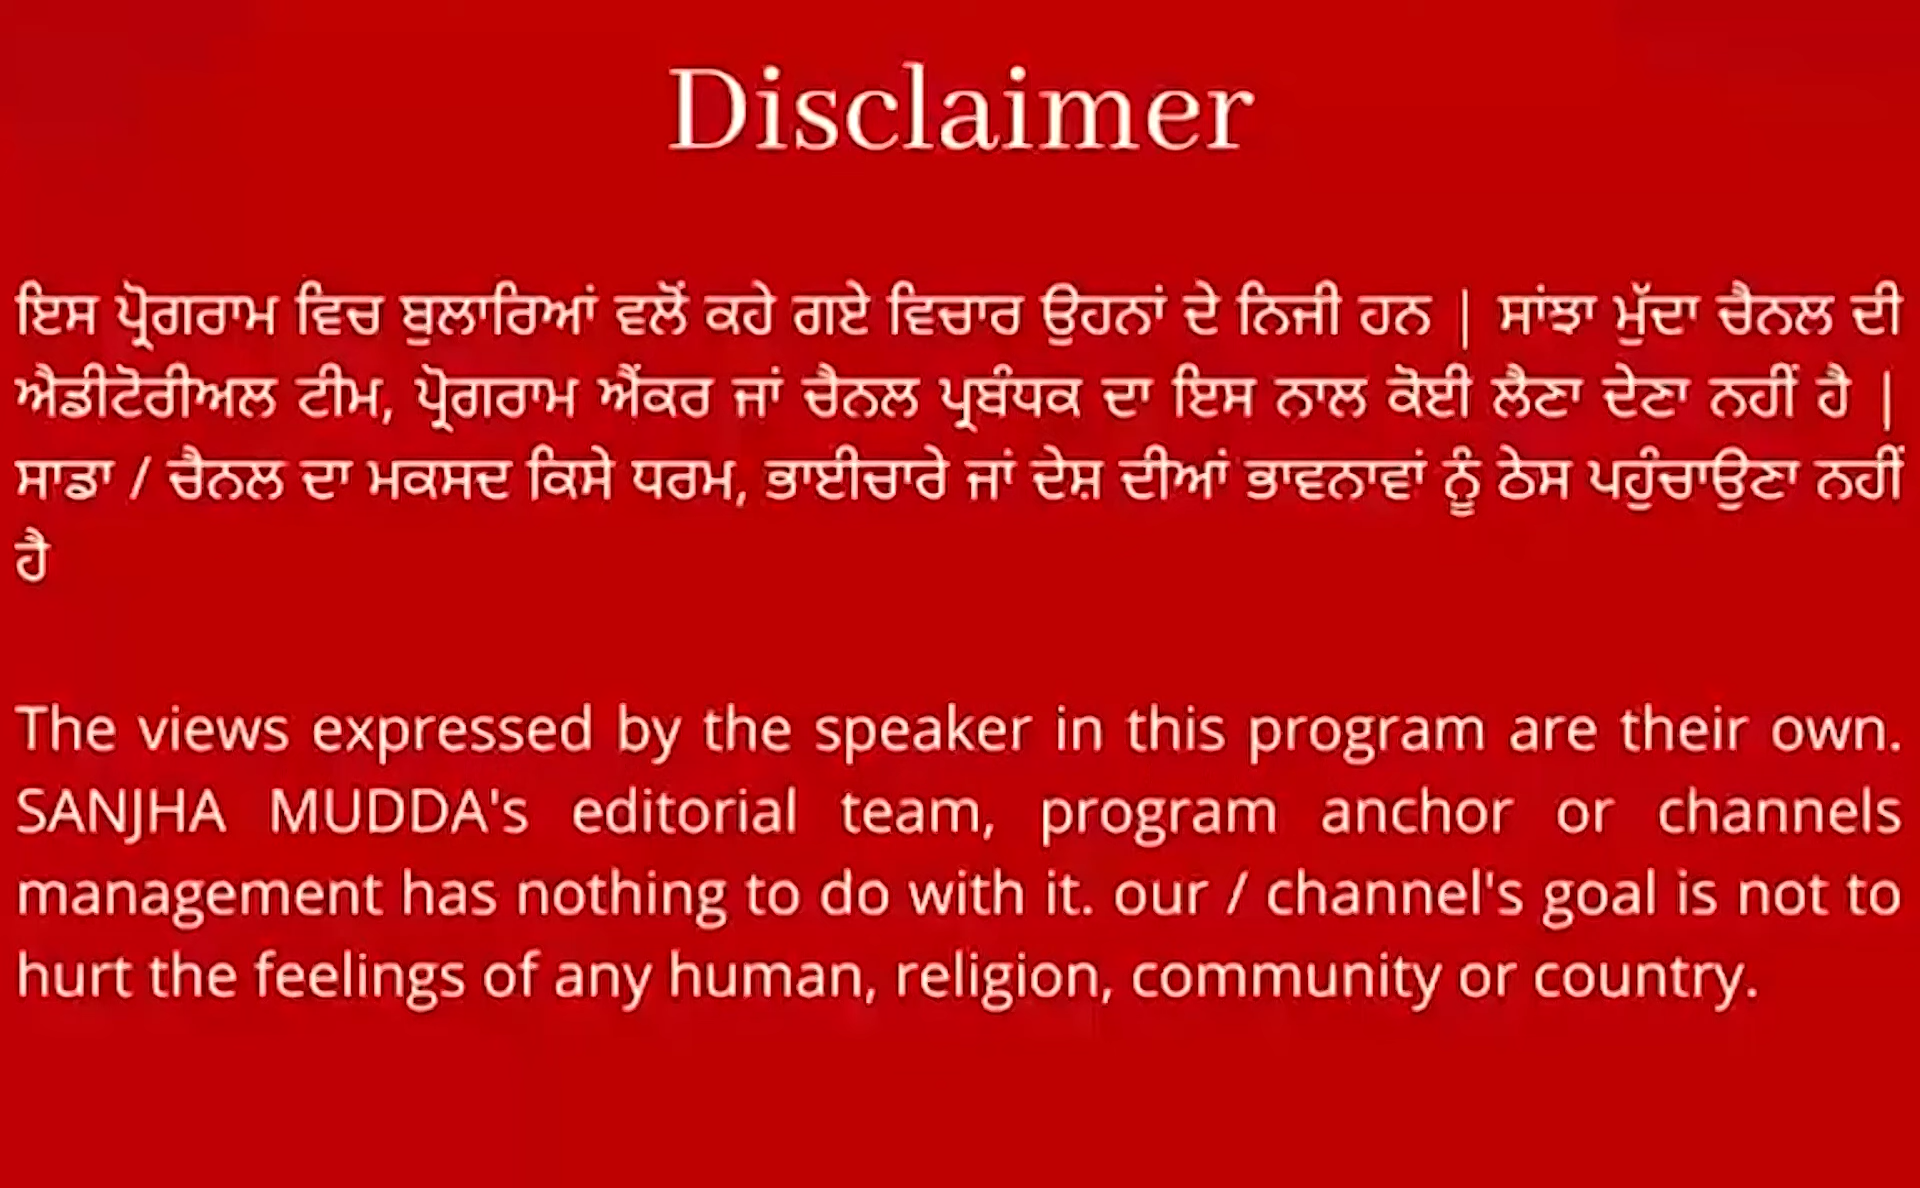 Disclaimer
ਇਸ ਪ੍ਰੋਗਰਾਮ ਵਿਚ ਬੁਲਾਰਿਆਂ ਵਲੋਂ ਕਹੇ ਗਏ ਵਿਚਾਰ ਉਹਨਾਂ ਦੇ ਨਿਜੀ ਹਨ | ਸਾਂਝਾ ਮੁੱਦਾ ਚੈਨਲ ਦੀ
ਐਡੀਟੋਰੀਅਲ ਟੀਮ, ਪ੍ਰੋਗਰਾਮ ਐਂਕਰ ਜਾਂ ਚੈਨਲ ਪ੍ਰਬੰਧਕ ਦਾ ਇਸ ਨਾਲ ਕੋਈ ਲੈਣਾ ਦੇਣਾ ਨਹੀਂ ਹੈ |
ਸਾਡਾ / ਚੈਨਲ ਦਾ ਮਕਸਦ ਕਿਸੇ ਧਰਮ, ਭਾਈਚਾਰੇ ਜਾਂ ਦੇਸ਼ ਦੀਆਂ ਭਾਵਨਾਵਾਂ ਨੂੰ ਠੇਸ ਪਹੁੰਚਾਉਣਾ ਨਹੀਂ
ਹੈ
The views expressed by the speaker in this program are their own.
SANJHA MUDDA's editorial team, program anchor or channels
management has nothing to do with it. our / channel's goal is not to
hurt the feelings of any human, religion, community or country.